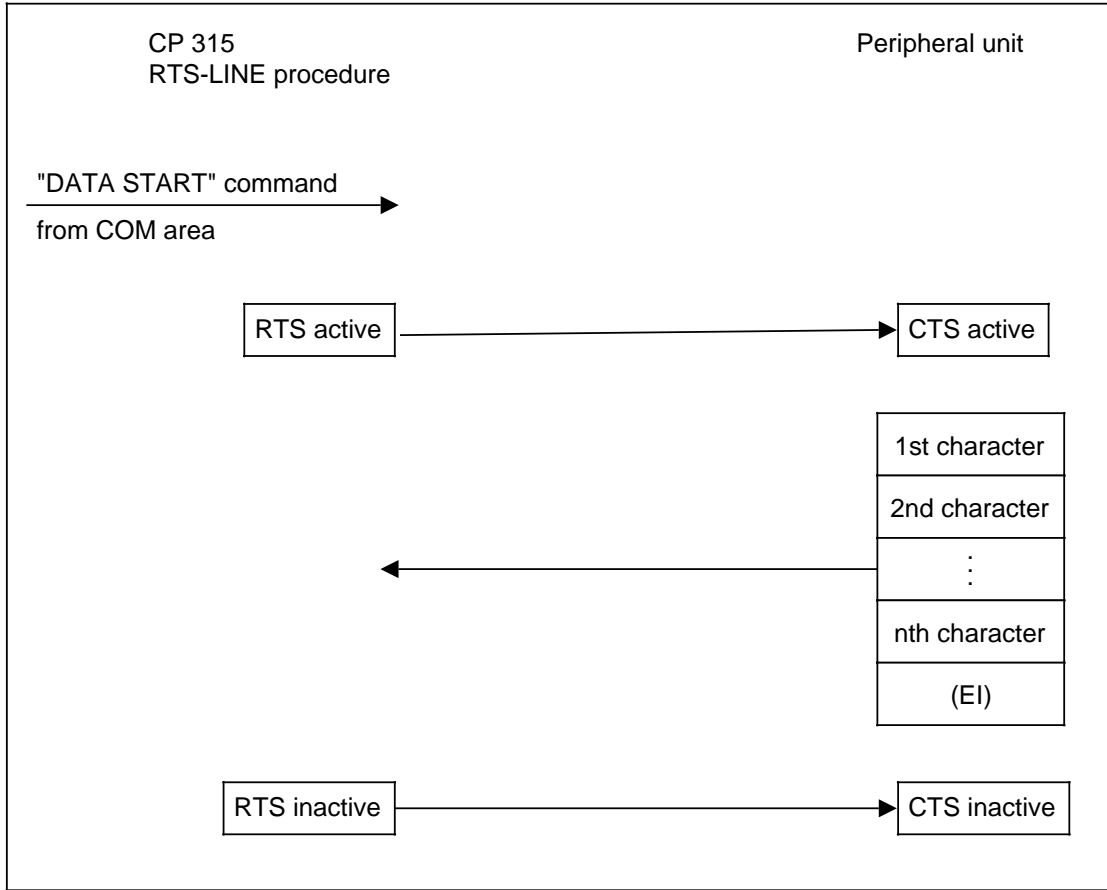 CP 315
RTS-LINE procedure
Peripheral unit
"DATA START" command
from COM area
RTS active
CTS active
1st character
2nd character
⋮
nth character
(EI)
RTS inactive
CTS inactive